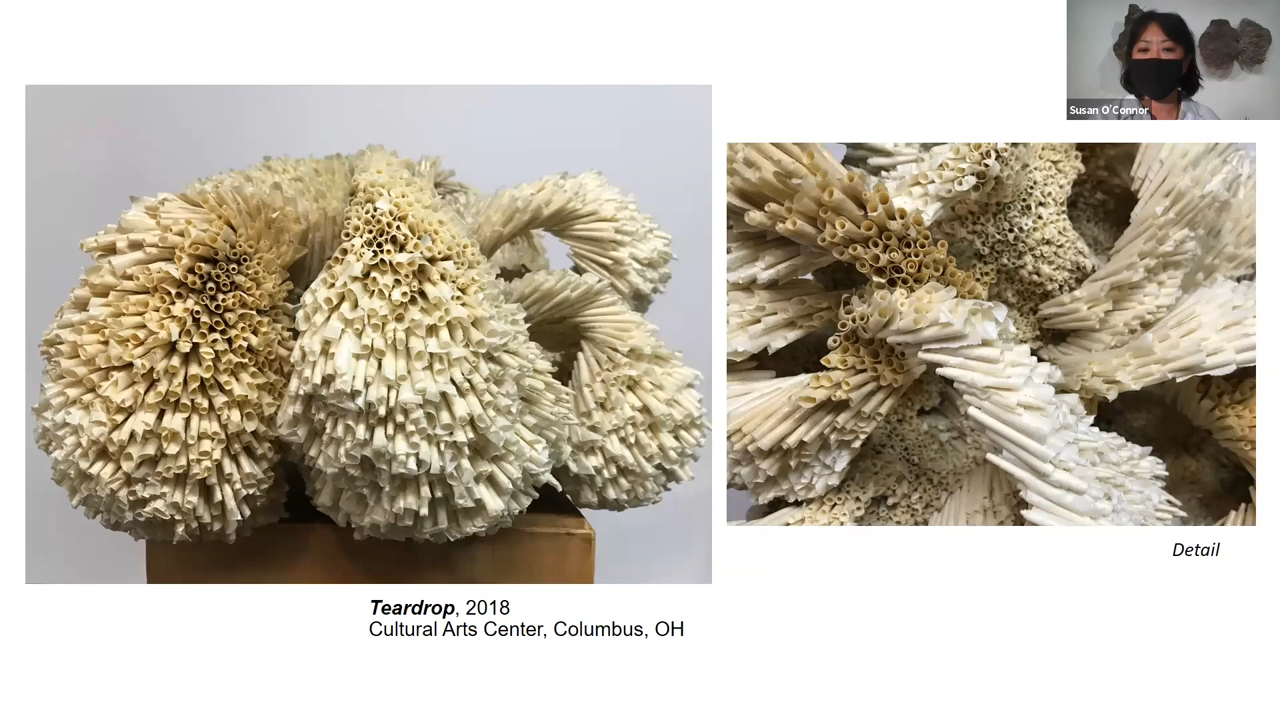 Susan O'Connor
Detail
Teardrop, 2018
Cultural Arts Center, Columbus, OH